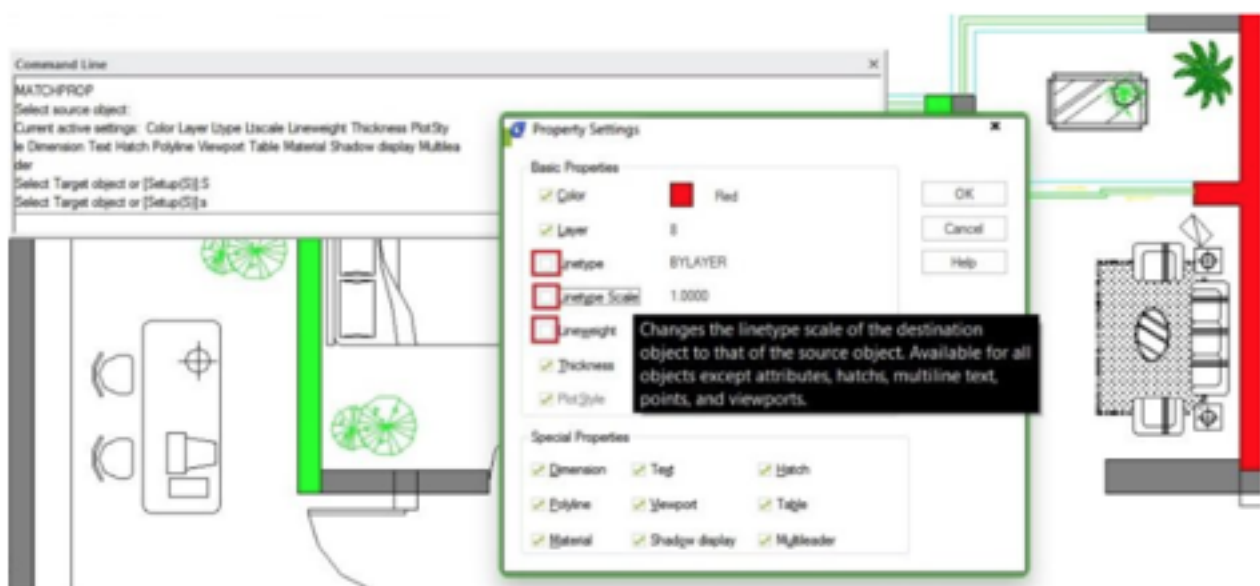 Command Line
MATCHPROP
Select source object:
Current active settings: Color Layer Ltype Ltscale Lineweight Thickness PlotSty
le Dimension Text Hatch Polyline Viewport Table Material Shadow display Multilea
der
Select Target object or [Setup(S)]:S
Select Target object or [Setup(S)]:s
Property Settings
Basic Properties
Color Red
Layer 8
Linetype BYLAYER
Linetype Scale 1.0000
Lineweight
Thickness
PlotStyle
OK
Cancel
Help
Changes the linetype scale of the destination
object to that of the source object. Available for all
objects except attributes, hatchs, multiline text,
points, and viewports.
Special Properties
Dimension Text Hatch
Polyline Viewport Table
Material Shadow display Multileader